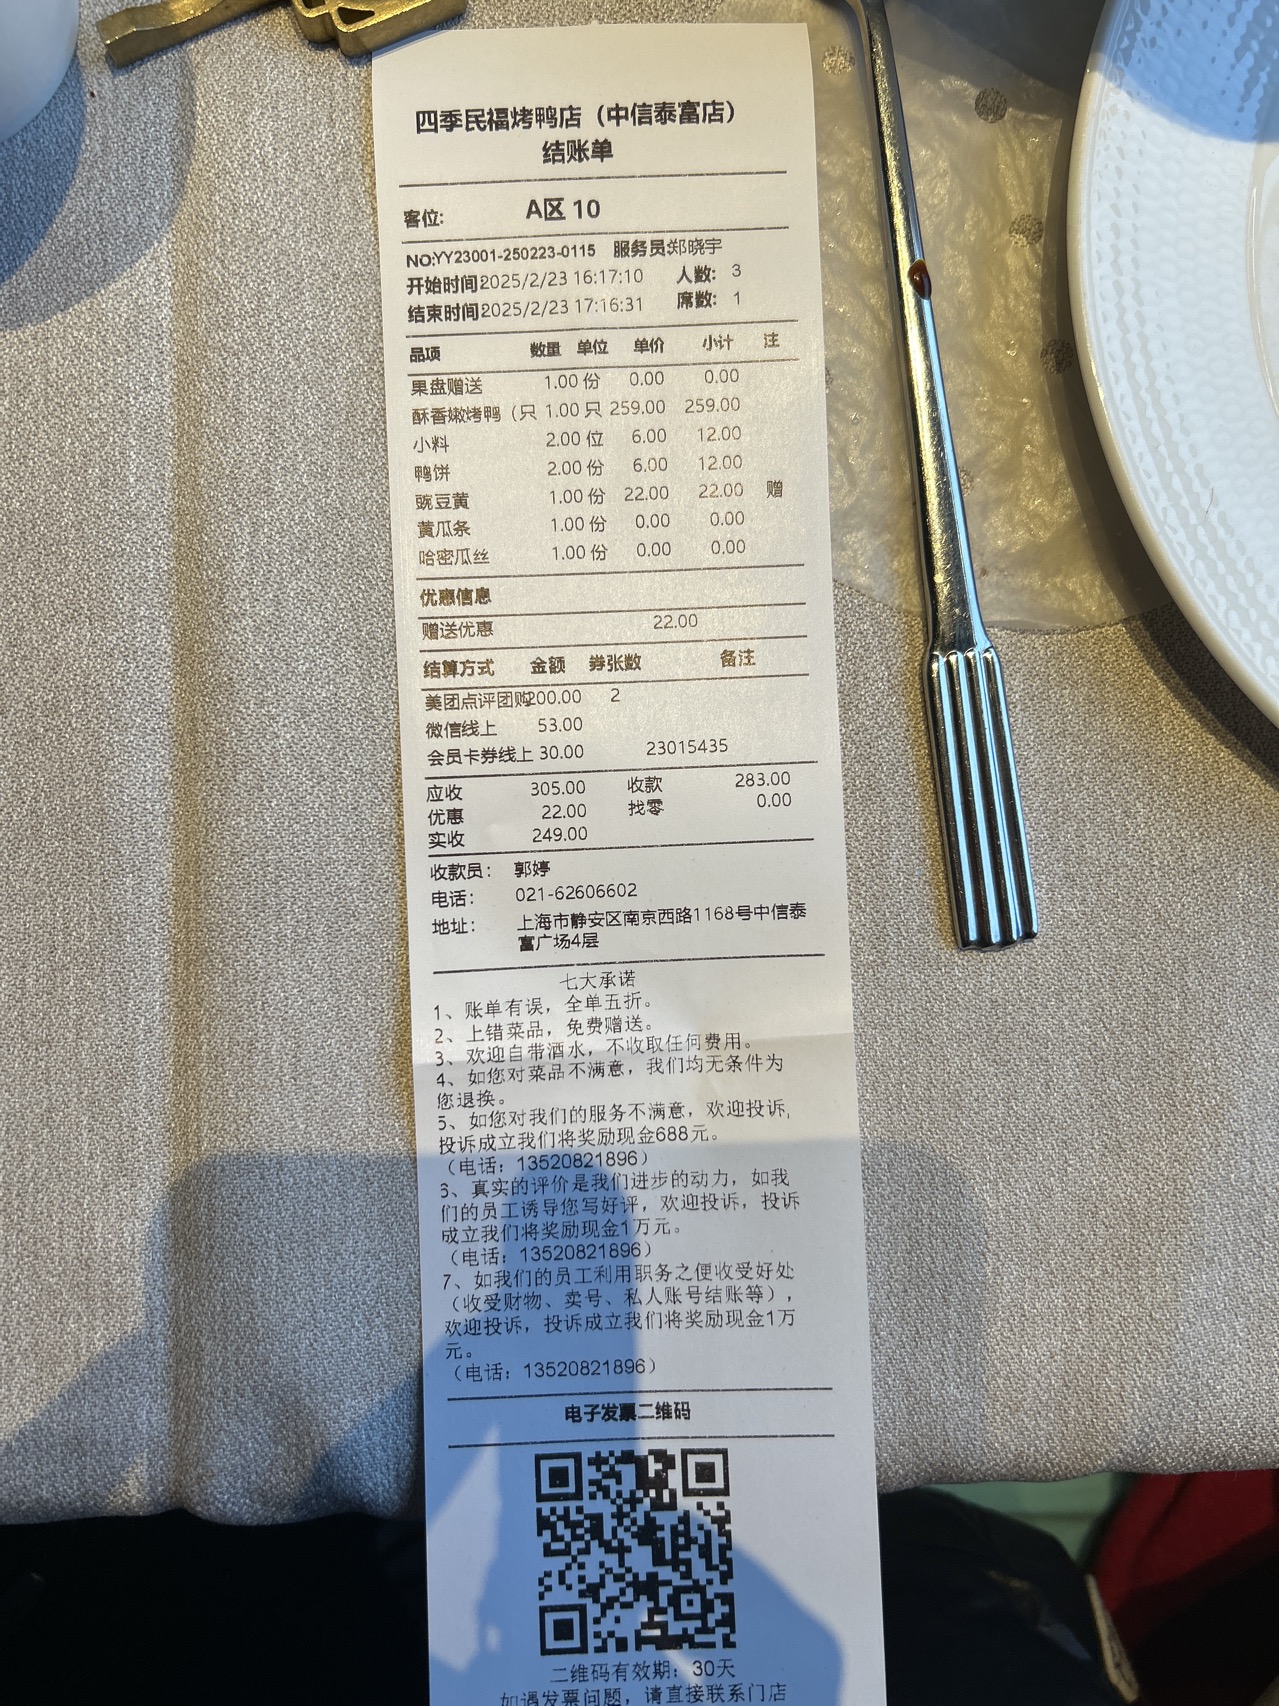 四季民福烤鸭店（中信泰富店）
结账单
客位: A区 10
NO:YY23001-250223-0115 服务员:郑晓宇
开始时间2025/2/23 16:17:10 人数: 3
结束时间2025/2/23 17:16:31 席数: 1
品项 数量 单位 单价 小计 注
果盘赠送 1.00 份 0.00 0.00
酥香嫩烤鸭（只 1.00 只 259.00 259.00
小料 2.00 位 6.00 12.00
鸭饼 2.00 份 6.00 12.00
豌豆黄 1.00 份 22.00 22.00 赠
黄瓜条 1.00 份 0.00 0.00
哈密瓜丝 1.00 份 0.00 0.00
优惠信息
赠送优惠 22.00
结算方式 金额 券张数 备注
美团点评团购200.00 2
微信线上 53.00
会员卡券线上 30.00 23015435
应收 305.00 收款 283.00
优惠 22.00 找零 0.00
实收 249.00
收款员: 郭婷
电话: 021-62606602
地址: 上海市静安区南京西路1168号中信泰
富广场4层
七大承诺
1、账单有误，全单五折。
2、上错菜品，免费赠送。
3、欢迎自带酒水，不收取任何费用。
4、如您对菜品不满意，我们均无条件为
您退换。
5、如您对我们的服务不满意，欢迎投诉,
投诉成立我们将奖励现金688元。
（电话：13520821896）
6、真实的评价是我们进步的动力，如我
们的员工诱导您写好评，欢迎投诉，投诉
成立我们将奖励现金1万元。
（电话：13520821896）
7、如我们的员工利用职务之便收受好处
（收受财物、卖号、私人账号结账等），
欢迎投诉，投诉成立我们将奖励现金1万
元。
（电话：13520821896）
电子发票二维码
二维码有效期：30天
如遇发票问题，请直接联系门店